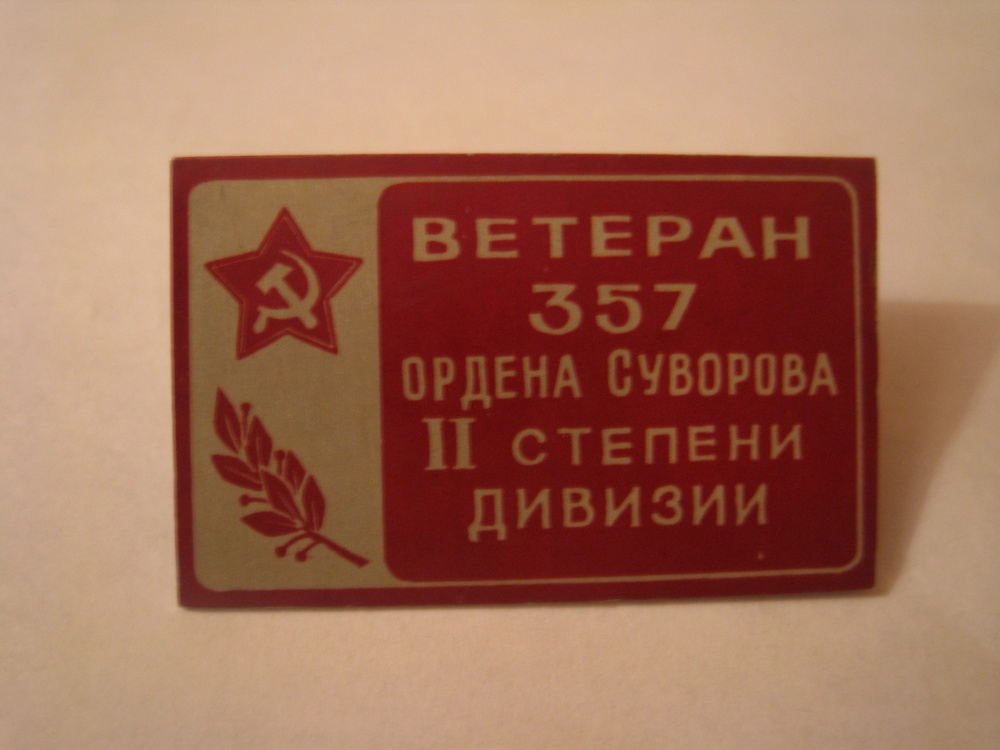 ВЕТЕРАН
357
ОРДЕНА СУВОРОВА
II СТЕПЕНИ
ДИВИЗИИ